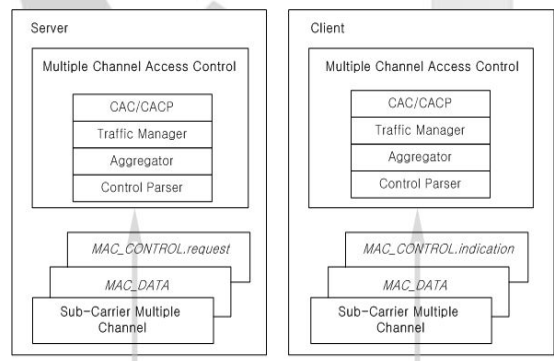 Server
Multiple Channel Access Control
CAC/CACP
Traffic Manager
Aggregator
Control Parser
MAC_CONTROL.request
MAC_DATA
Sub-Carrier Multiple
Channel
Client
Multiple Channel Access Control
CAC/CACP
Traffic Manager
Aggregator
Control Parser
MAC_CONTROL.indication
MAC_DATA
Sub-Carrier Multiple
Channel